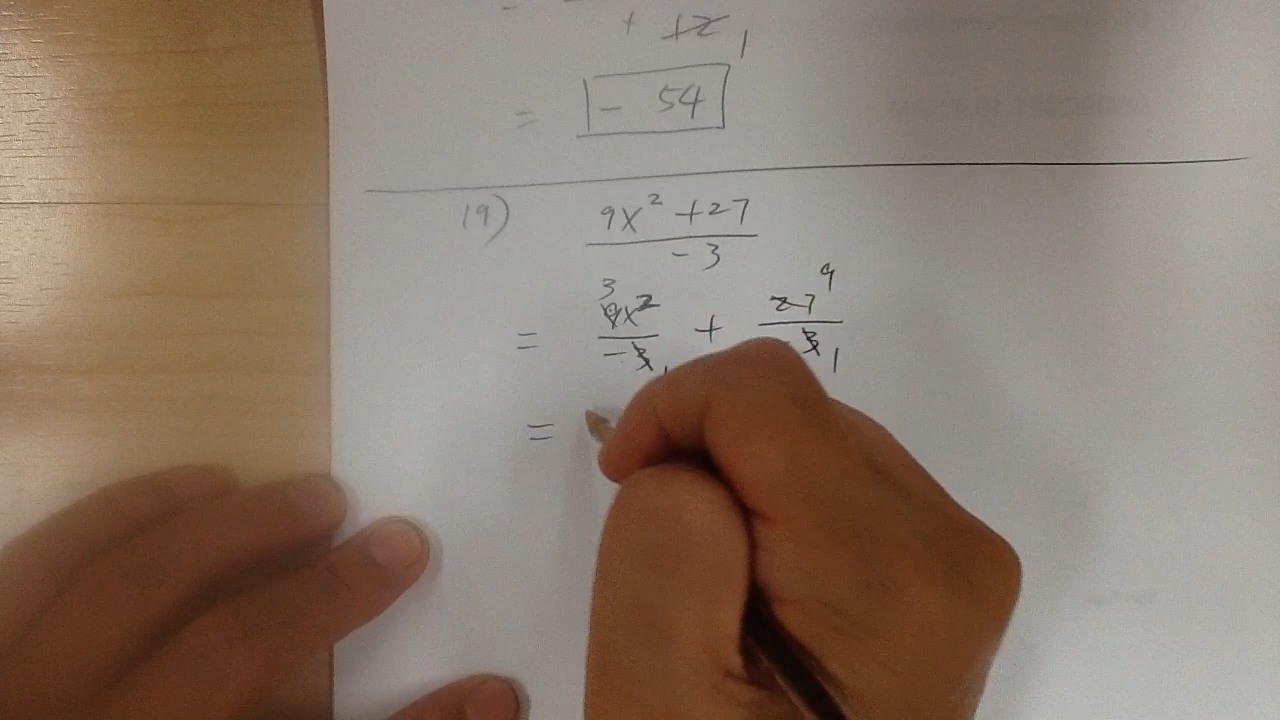 + 12 1
= - 54
19) 9x² + 27
- 3
3 9
= 9x² + 27
-3 3 1
=